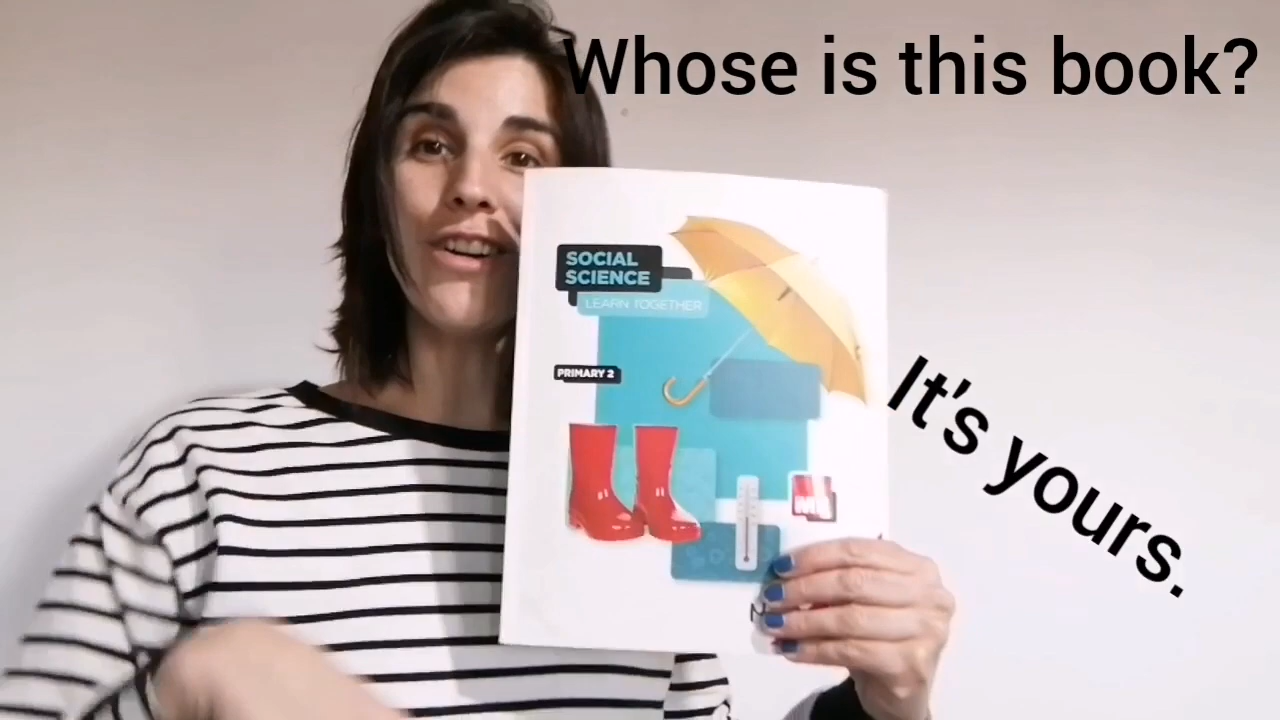 Whose is this book?
SOCIAL
SCIENCE
LEARN TOGETHER
PRIMARY 2
It's yours.